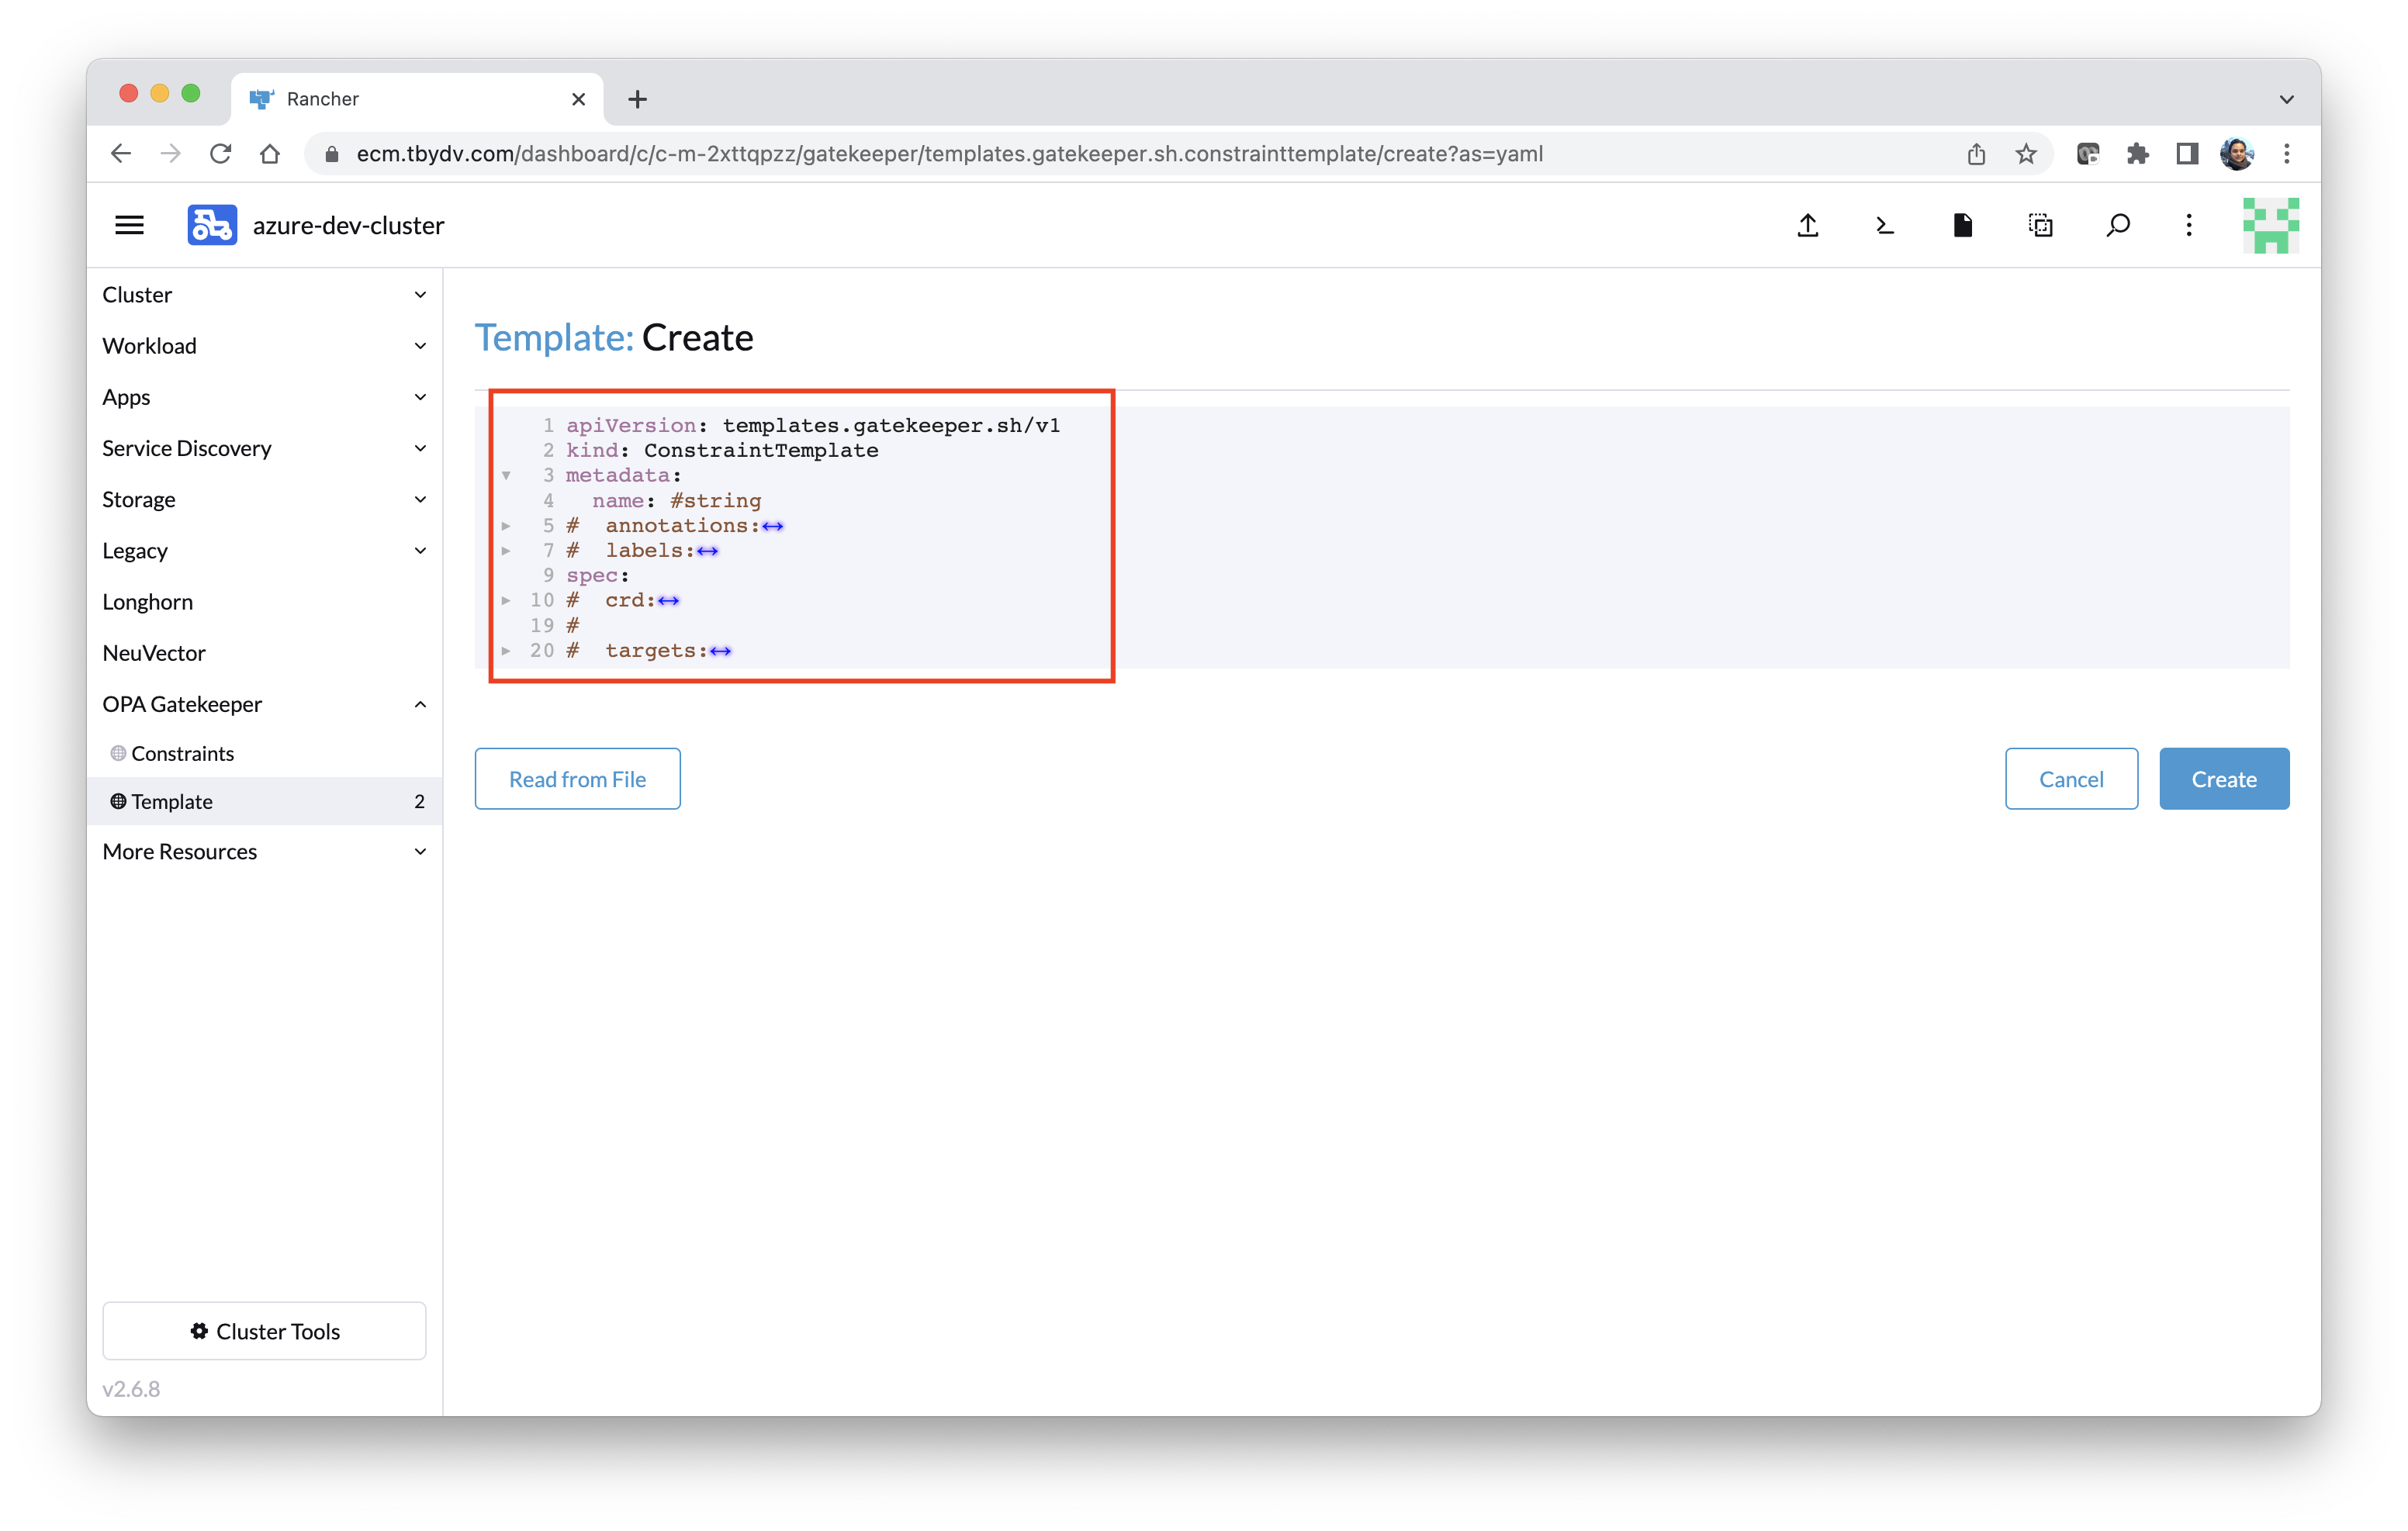 Rancher
ecm.tbydv.com/dashboard/c/c-m-2xttqpzz/gatekeeper/templates.gatekeeper.sh.constrainttemplate/create?as=yaml
azure-dev-cluster
Cluster
Workload
Apps
Service Discovery
Storage
Legacy
Longhorn
NeuVector
OPA Gatekeeper
Constraints
Template 2
More Resources
Cluster Tools
v2.6.8
Template: Create
1 apiVersion: templates.gatekeeper.sh/v1
2 kind: ConstraintTemplate
3 metadata:
4 name: #string
5 # annotations:
7 # labels:
9 spec:
10 # crd:
19 #
20 # targets:
Read from File
Cancel
Create